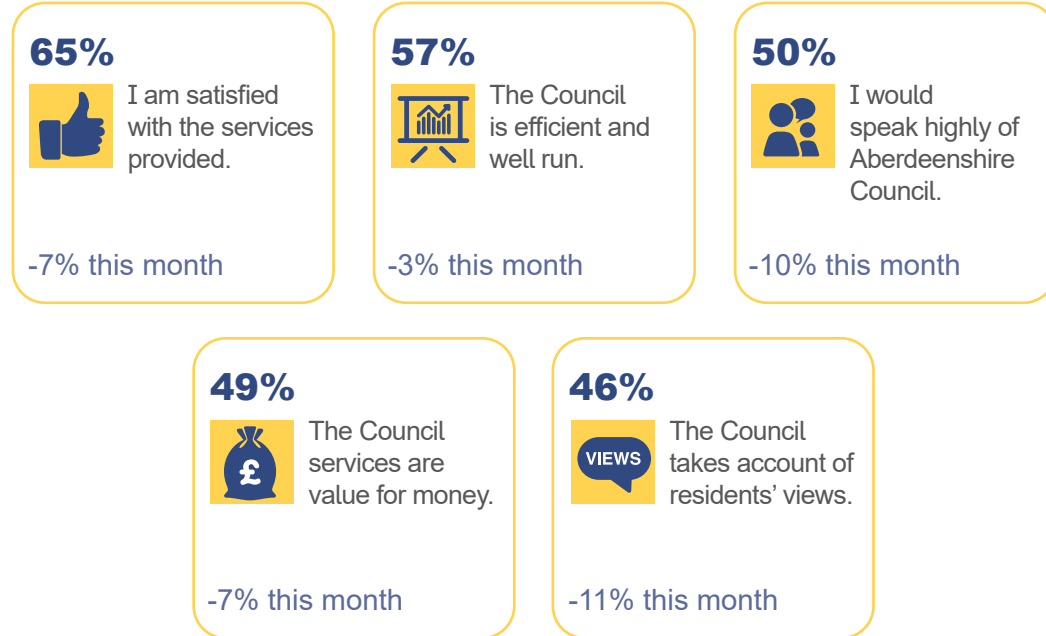 65%
I am satisfied
with the services
provided.
-7% this month
57%
The Council
is efficient and
well run.
-3% this month
50%
I would
speak highly of
Aberdeenshire
Council.
-10% this month
49%
£
The Council
services are
value for money.
-7% this month
46%
VIEWS
The Council
takes account of
residents’ views.
-11% this month